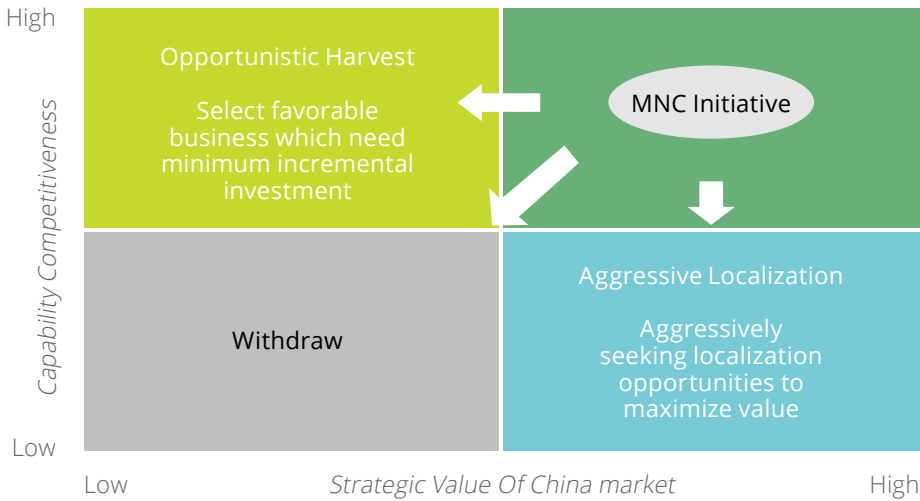 High
Opportunistic Harvest
Select favorable
business which need
minimum incremental
investment
MNC Initiative
Capability Competitiveness
Withdraw
Aggressive Localization
Aggressively
seeking localization
opportunities to
maximize value
Low
Low
Strategic Value Of China market
High